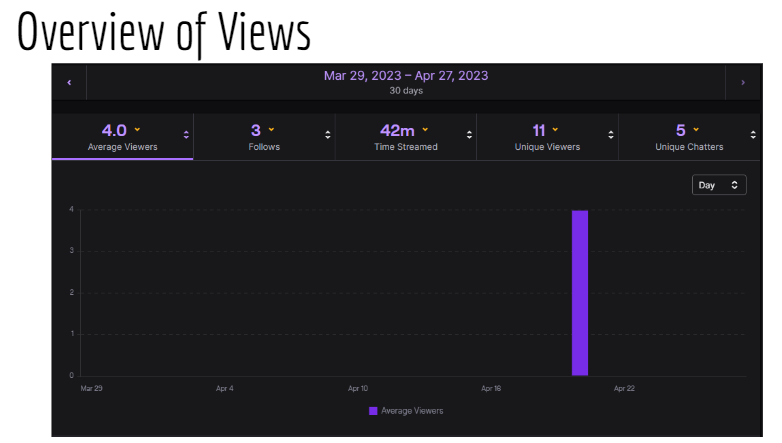 Overview of Views
Mar 29, 2023 – Apr 27, 2023
30 days
4.0
Average Viewers
3
Follows
42m
Time Streamed
11
Unique Viewers
5
Unique Chatters
Day
4
3
2
1
0
Mar 29
Apr 4
Apr 10
Apr 16
Apr 22
Average Viewers